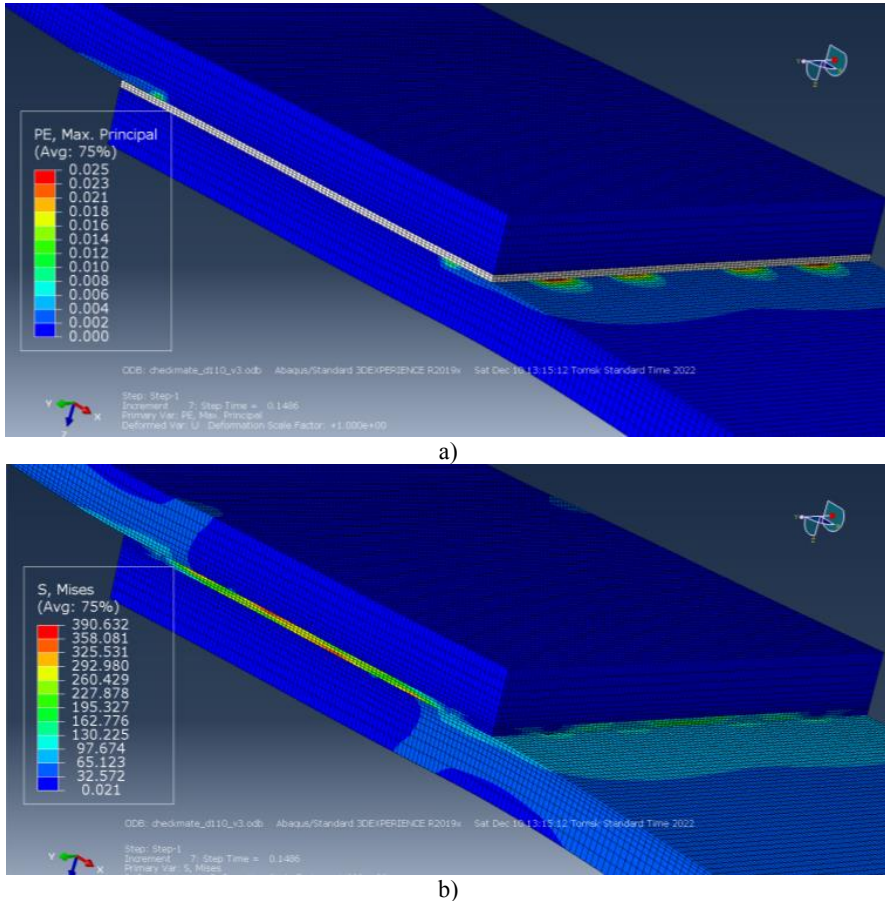 PE, Max. Principal
(Avg: 75%)
0.025
0.023
0.021
0.018
0.016
0.014
0.012
0.010
0.008
0.006
0.004
0.002
0.000
ODB: checkmate_d110_v3.odb Abaqus/Standard 3DEXPERIENCE R2019x Sat Dec 10 13:15:12 Tomsk Standard Time 2022
Step: Step-1
Increment 7: Step Time = 0.1486
Primary Var: PE, Max. Principal
Deformed Var: U Deformation Scale Factor: +1.000e+00
Y
X
Z
a)
S, Mises
(Avg: 75%)
390.632
358.081
325.531
292.980
260.429
227.878
195.327
162.776
130.225
97.674
65.123
32.572
0.021
ODB: checkmate_d110_v3.odb Abaqus/Standard 3DEXPERIENCE R2019x Sat Dec 10 13:15:12 Tomsk Standard Time 2022
Step: Step-1
Increment 7: Step Time = 0.1486
Primary Var: S, Mises
Y
X
b)